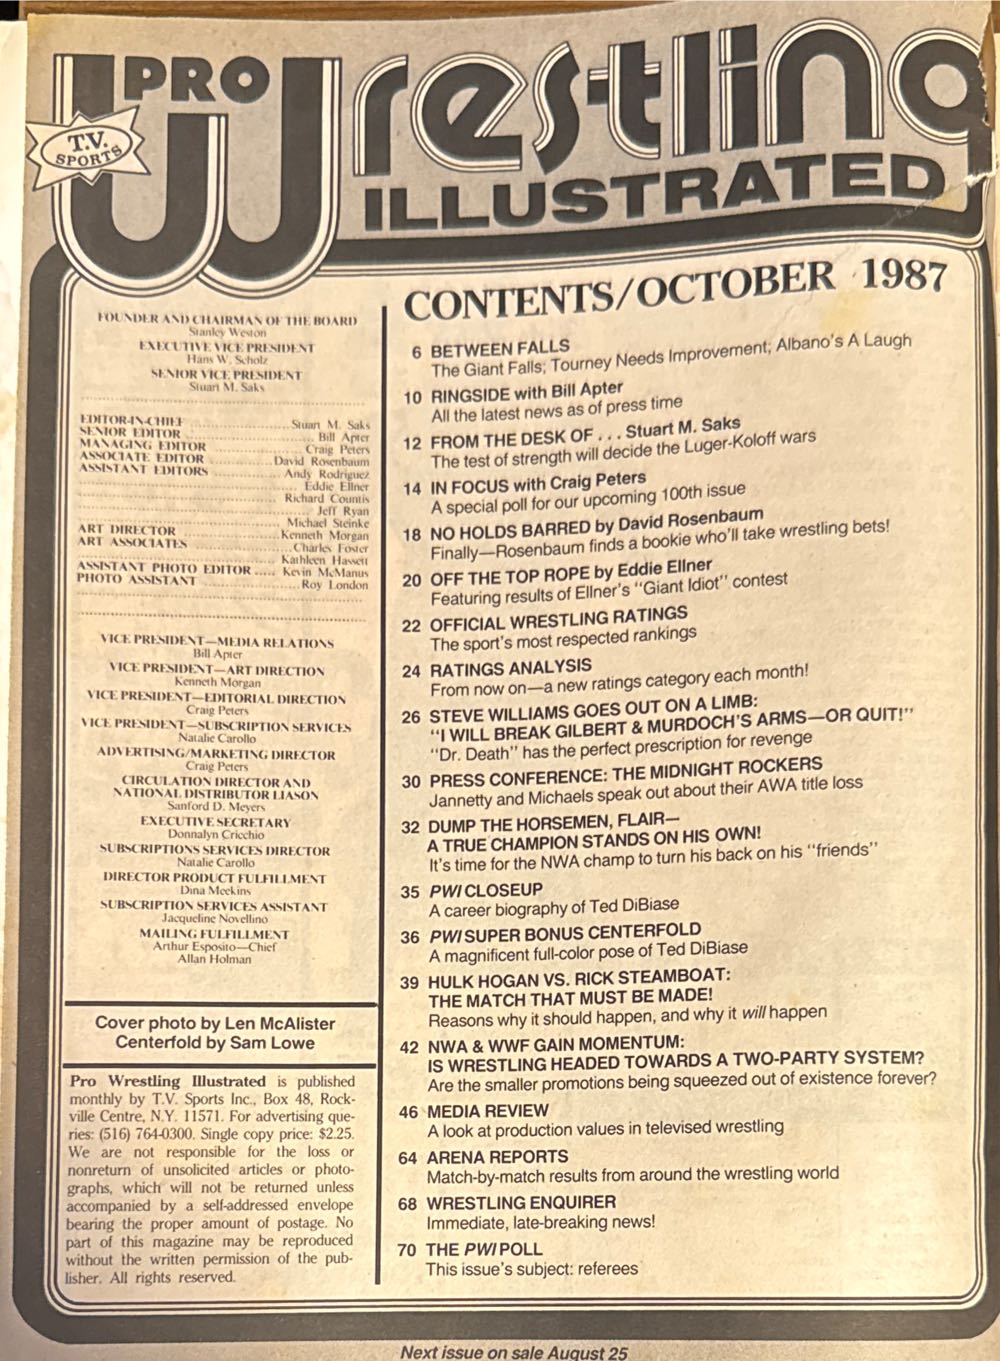 PRO
Wrestling
T.V.
SPORTS
ILLUSTRATED
CONTENTS/OCTOBER 1987
FOUNDER AND CHAIRMAN OF THE BOARD
Stanley Weston
EXECUTIVE VICE PRESIDENT
Hans W. Scholz
SENIOR VICE PRESIDENT
Stuart M. Saks
EDITOR-IN-CHIEF Stuart M. Saks
SENIOR EDITOR Bill Apter
MANAGING EDITOR Craig Peters
ASSOCIATE EDITOR David Rosenbaum
ASSISTANT EDITORS Andy Rodriguez
Eddie Ellner
Richard Countis
Jeff Ryan
Michael Steinke
ART DIRECTOR Kenneth Morgan
ART ASSOCIATES Charles Foster
Kathleen Hassett
ASSISTANT PHOTO EDITOR ..... Kevin McManus
PHOTO ASSISTANT Roy London
VICE PRESIDENT—MEDIA RELATIONS
Bill Apter
VICE PRESIDENT—ART DIRECTION
Kenneth Morgan
VICE PRESIDENT—EDITORIAL DIRECTION
Craig Peters
VICE PRESIDENT—SUBSCRIPTION SERVICES
Natalie Carollo
ADVERTISING/MARKETING DIRECTOR
Craig Peters
CIRCULATION DIRECTOR AND
NATIONAL DISTRIBUTOR LIASON
Sanford D. Meyers
EXECUTIVE SECRETARY
Donnalyn Cricchio
SUBSCRIPTIONS SERVICES DIRECTOR
Natalie Carollo
DIRECTOR PRODUCT FULFILLMENT
Dina Meekins
SUBSCRIPTION SERVICES ASSISTANT
Jacqueline Novellino
MAILING FULFILLMENT
Arthur Esposito—Chief
Allan Holman
Cover photo by Len McAlister
Centerfold by Sam Lowe
Pro Wrestling Illustrated is published
monthly by T.V. Sports Inc., Box 48, Rock-
ville Centre, N.Y. 11571. For advertising que-
ries: (516) 764-0300. Single copy price: $2.25.
We are not responsible for the loss or
nonreturn of unsolicited articles or photo-
graphs, which will not be returned unless
accompanied by a self-addressed envelope
bearing the proper amount of postage. No
part of this magazine may be reproduced
without the written permission of the pub-
lisher. All rights reserved.
6 BETWEEN FALLS
The Giant Falls; Tourney Needs Improvement; Albano's A Laugh
10 RINGSIDE with Bill Apter
All the latest news as of press time
12 FROM THE DESK OF . . . Stuart M. Saks
The test of strength will decide the Luger-Koloff wars
14 IN FOCUS with Craig Peters
A special poll for our upcoming 100th issue
18 NO HOLDS BARRED by David Rosenbaum
Finally—Rosenbaum finds a bookie who'll take wrestling bets!
20 OFF THE TOP ROPE by Eddie Ellner
Featuring results of Ellner's "Giant Idiot" contest
22 OFFICIAL WRESTLING RATINGS
The sport's most respected rankings
24 RATINGS ANALYSIS
From now on—a new ratings category each month!
26 STEVE WILLIAMS GOES OUT ON A LIMB:
"I WILL BREAK GILBERT & MURDOCH'S ARMS—OR QUIT!"
"Dr. Death" has the perfect prescription for revenge
30 PRESS CONFERENCE: THE MIDNIGHT ROCKERS
Jannetty and Michaels speak out about their AWA title loss
32 DUMP THE HORSEMEN, FLAIR—
A TRUE CHAMPION STANDS ON HIS OWN!
It's time for the NWA champ to turn his back on his "friends"
35 PWI CLOSEUP
A career biography of Ted DiBiase
36 PWI SUPER BONUS CENTERFOLD
A magnificent full-color pose of Ted DiBiase
39 HULK HOGAN VS. RICK STEAMBOAT:
THE MATCH THAT MUST BE MADE!
Reasons why it should happen, and why it will happen
42 NWA & WWF GAIN MOMENTUM:
IS WRESTLING HEADED TOWARDS A TWO-PARTY SYSTEM?
Are the smaller promotions being squeezed out of existence forever?
46 MEDIA REVIEW
A look at production values in televised wrestling
64 ARENA REPORTS
Match-by-match results from around the wrestling world
68 WRESTLING ENQUIRER
Immediate, late-breaking news!
70 THE PWI POLL
This issue's subject: referees
Next issue on sale August 25